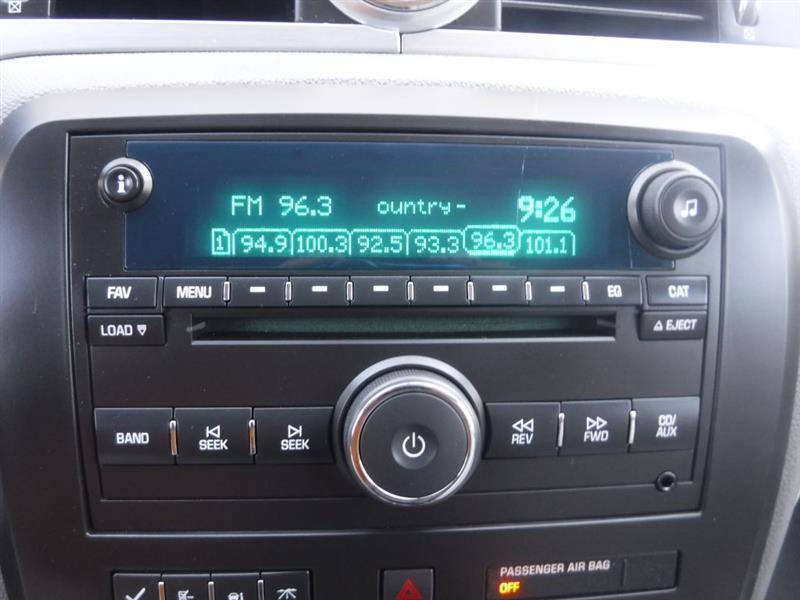 FM 96.3 ountry- 9:26
1 94.9 100.3 92.5 93.3 96.3 101.1
FAV MENU EQ CAT
LOAD EJECT
BAND SEEK SEEK REV FWD CD/
AUX
PASSENGER AIR BAG
OFF